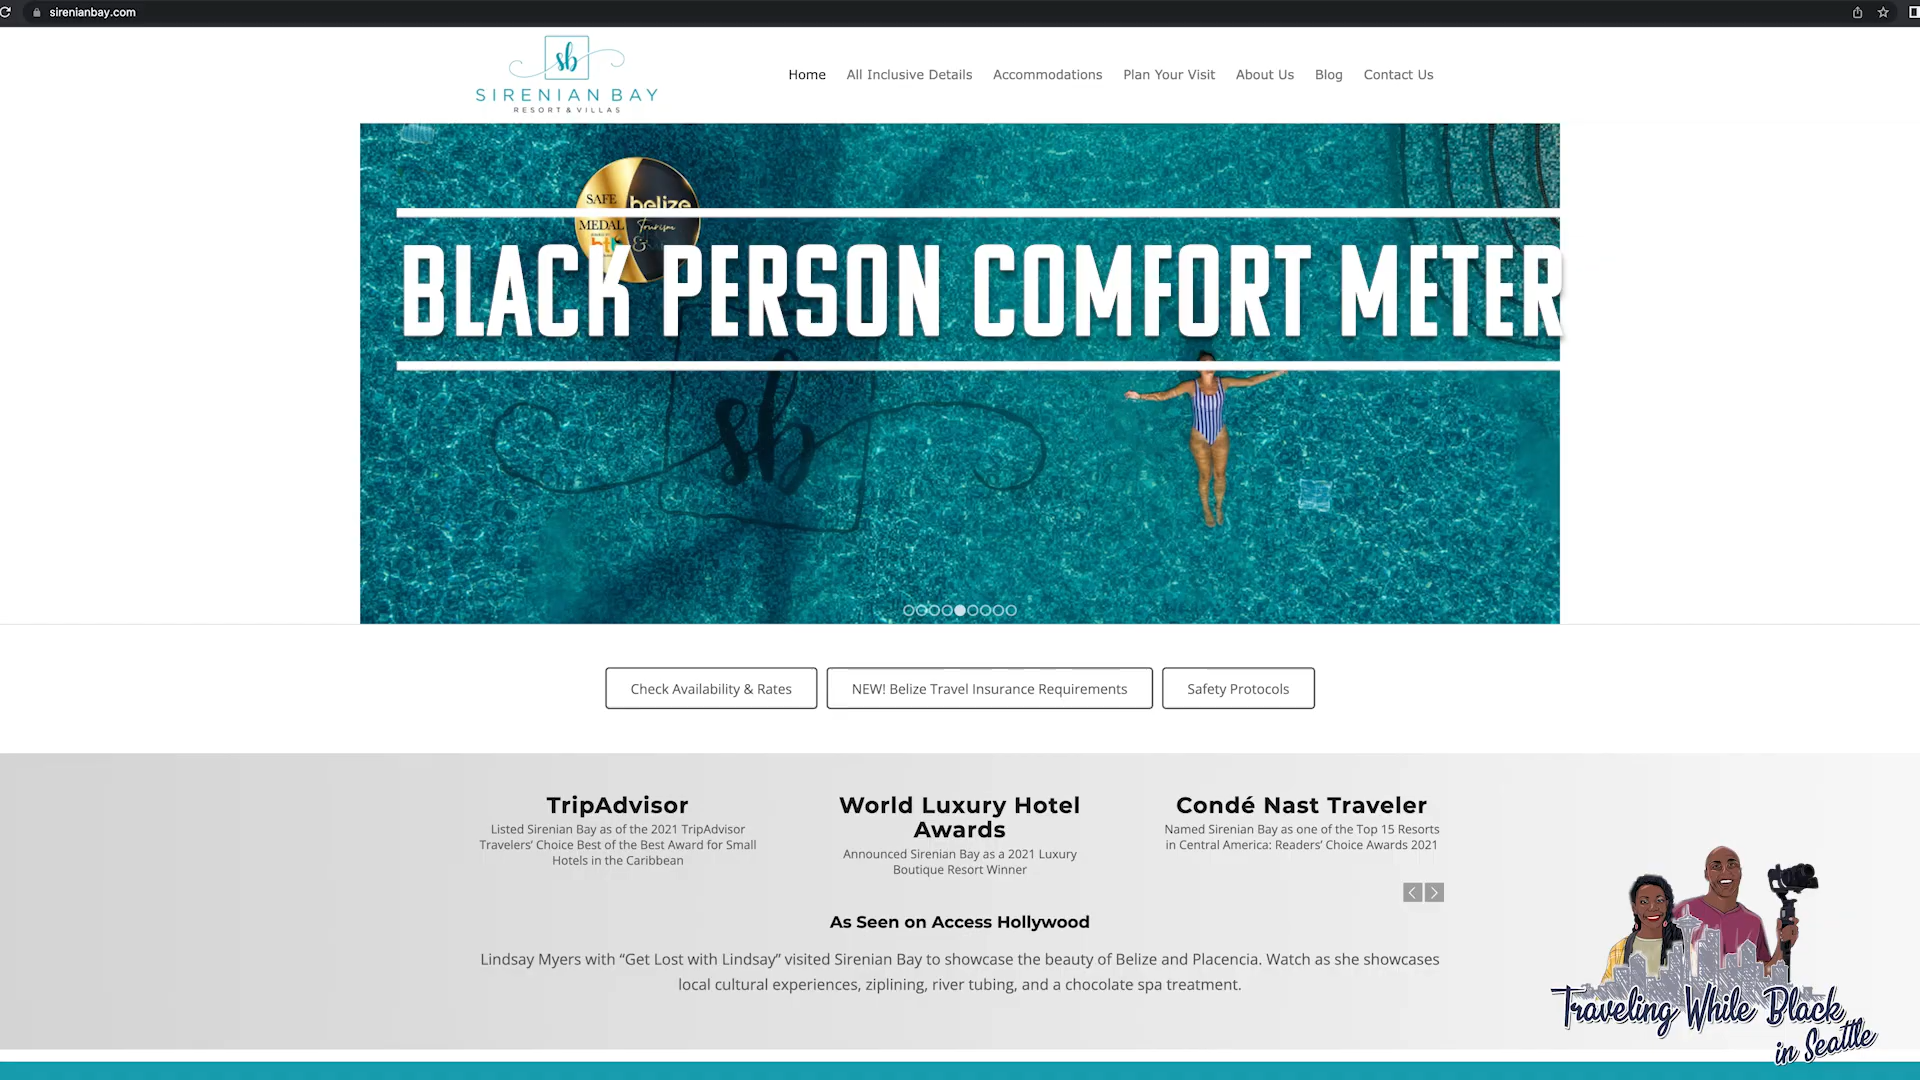 sirenianbay.com
sb
SIRENIAN BAY
RESORT & VILLAS
Home
All Inclusive Details
Accommodations
Plan Your Visit
About Us
Blog
Contact Us
SAFE
belize
MEDAL
Tourism
BLACK PERSON COMFORT METER
sb
Check Availability & Rates
NEW! Belize Travel Insurance Requirements
Safety Protocols
TripAdvisor
Listed Sirenian Bay as of the 2021 TripAdvisor
Travelers’ Choice Best of the Best Award for Small
Hotels in the Caribbean
World Luxury Hotel
Awards
Announced Sirenian Bay as a 2021 Luxury
Boutique Resort Winner
Condé Nast Traveler
Named Sirenian Bay as one of the Top 15 Resorts
in Central America: Readers’ Choice Awards 2021
As Seen on Access Hollywood
Lindsay Myers with “Get Lost with Lindsay” visited Sirenian Bay to showcase the beauty of Belize and Placencia. Watch as she showcases
local cultural experiences, ziplining, river tubing, and a chocolate spa treatment.
Traveling While Black
in Seattle